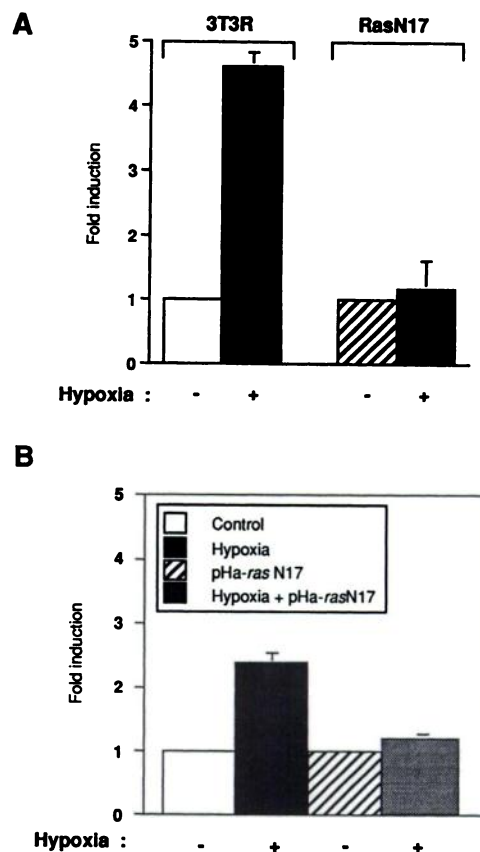 A
3T3R RasN17
5
4
3
2
1
0
Fold induction
Hypoxia : - + - +
B
5
4
3
2
1
0
Fold induction
Control
Hypoxia
pHa-ras N17
Hypoxia + pHa-rasN17
Hypoxia : - + - +